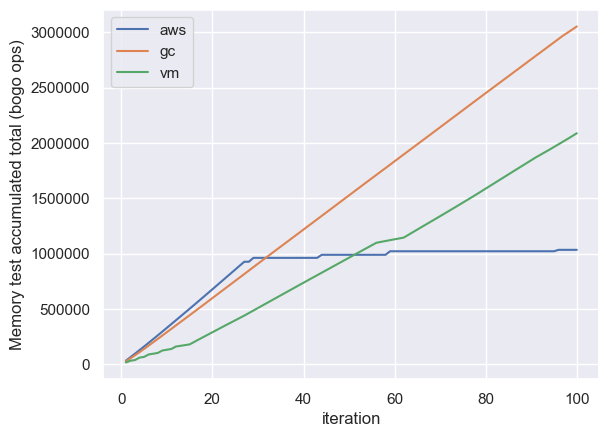 aws
gc
vm
Memory test accumulated total (bogo ops)
3000000
2500000
2000000
1500000
1000000
500000
0
0 20 40 60 80 100
iteration